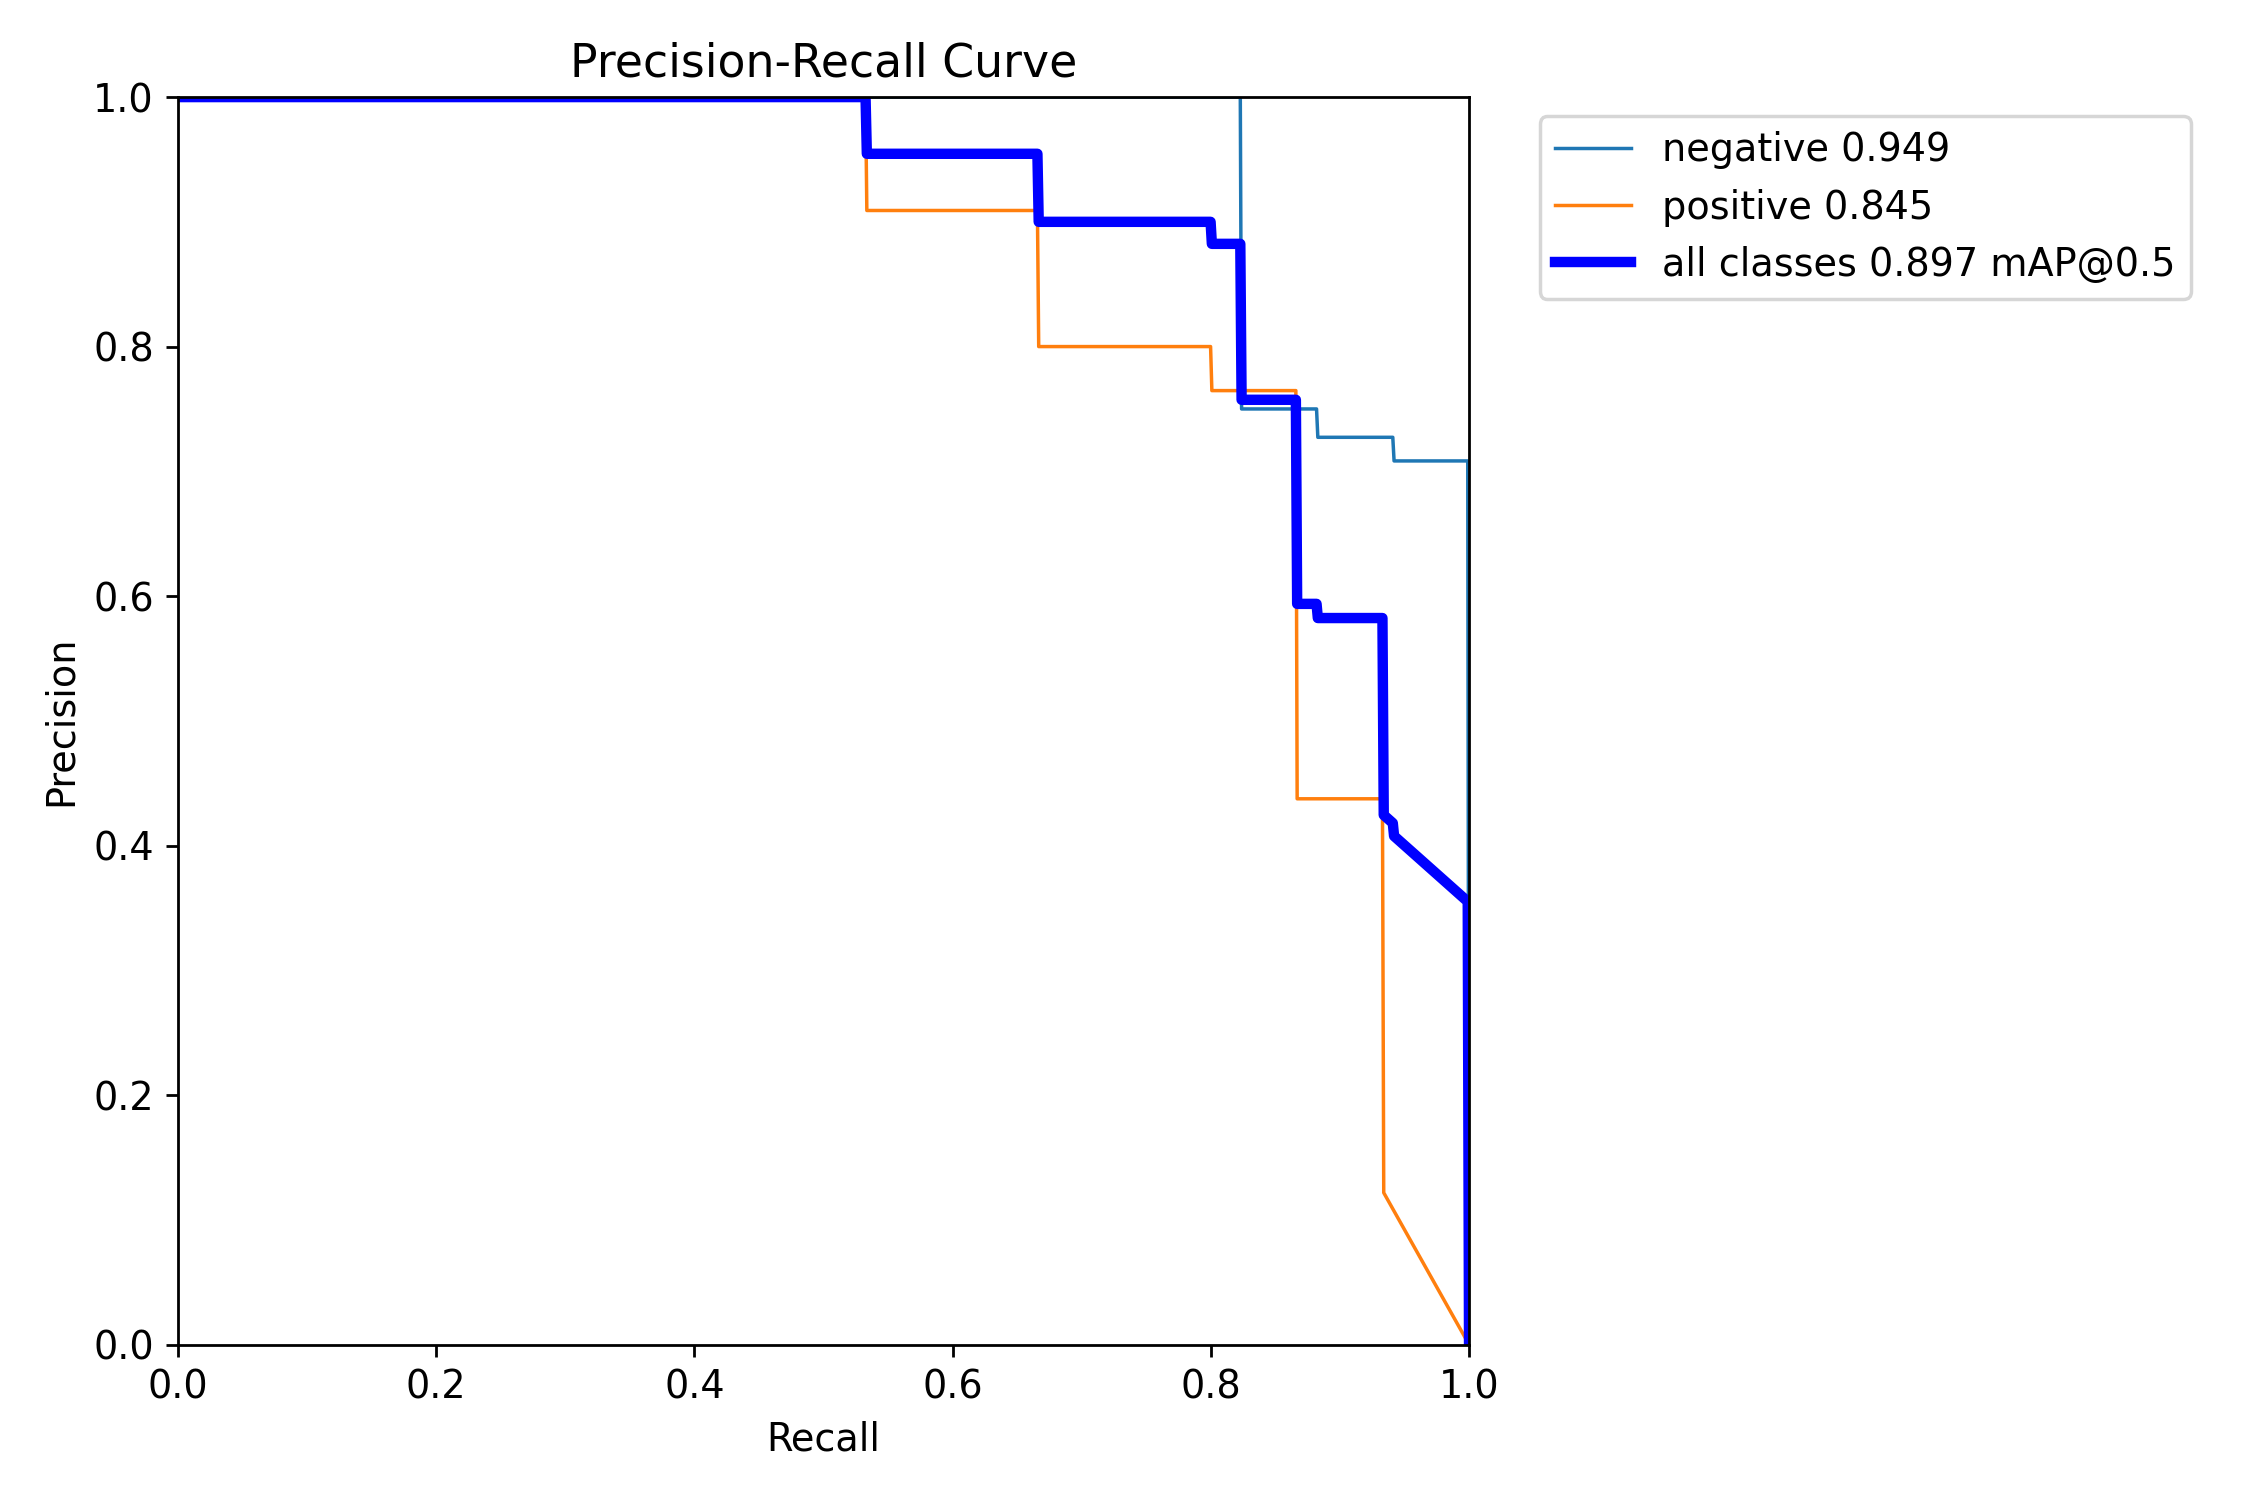 Precision-Recall Curve
negative 0.949
positive 0.845
all classes 0.897 mAP@0.5
1.0
0.8
0.6
0.4
0.2
0.0
Precision
0.0 0.2 0.4 0.6 0.8 1.0
Recall